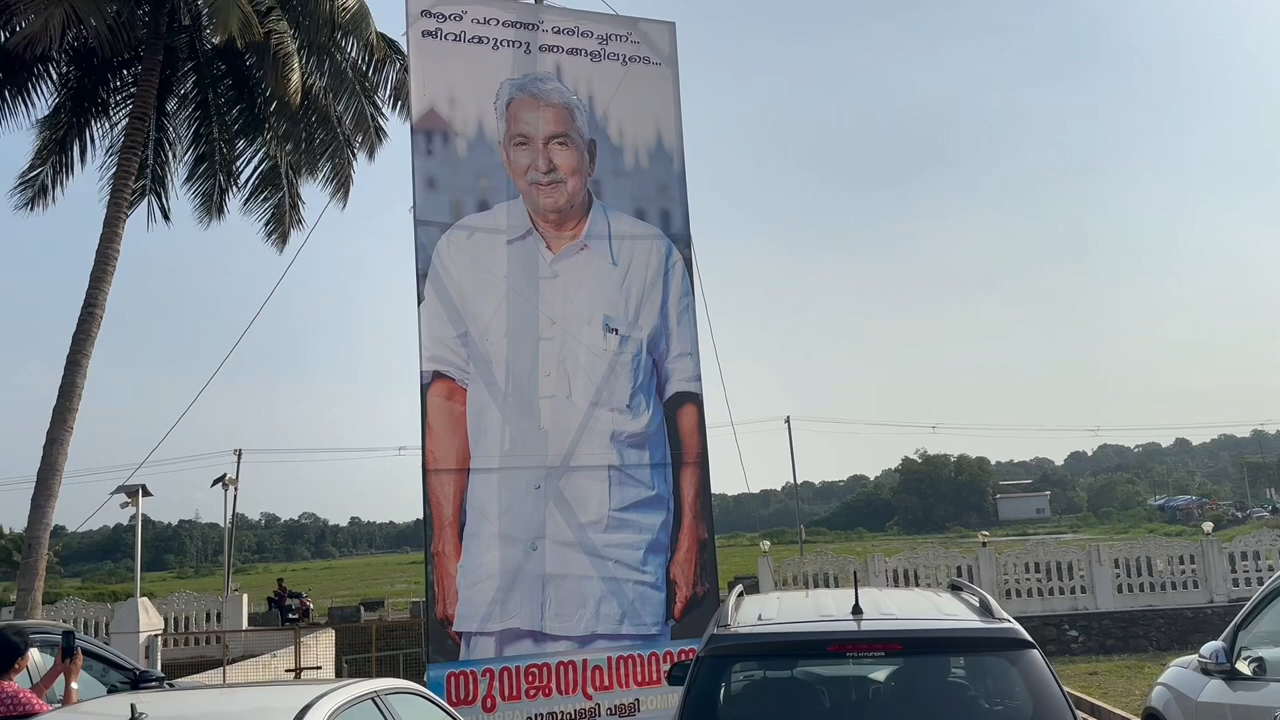 ആര് പറഞ്ഞ്.. മരിച്ചെന്ന്...
ജീവിക്കുന്നു ഞങ്ങളിലൂടെ...
യുവജനപ്രസ്ഥാന
പുതുപ്പള്ളി പള്ളി